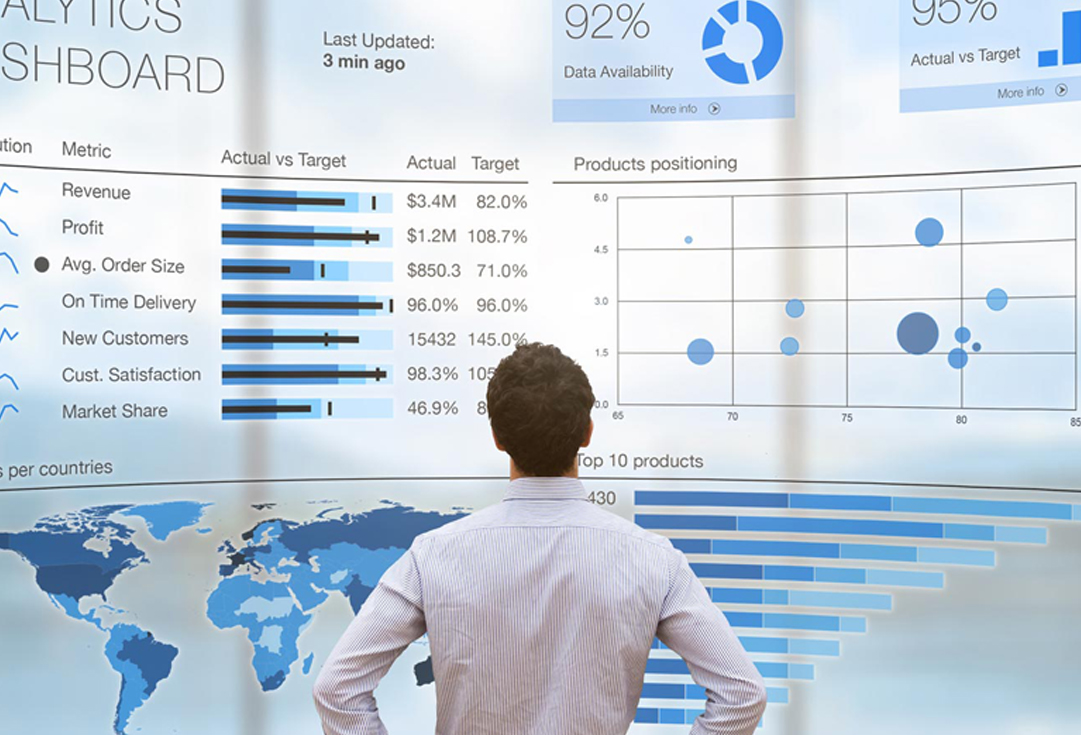 ALYTICS
SHBOARD
Last Updated:
3 min ago
92%
Data Availability
More info
95%
Actual vs Target
More info
ution Metric Actual vs Target Actual Target
Revenue $3.4M 82.0%
Profit $1.2M 108.7%
Avg. Order Size $850.3 71.0%
On Time Delivery 96.0% 96.0%
New Customers 15432 145.0%
Cust. Satisfaction 98.3% 105
Market Share 46.9% 8
Products positioning
6.0
4.5
3.0
1.5
0.0
65 70 75 80 85
s per countries
Top 10 products
430